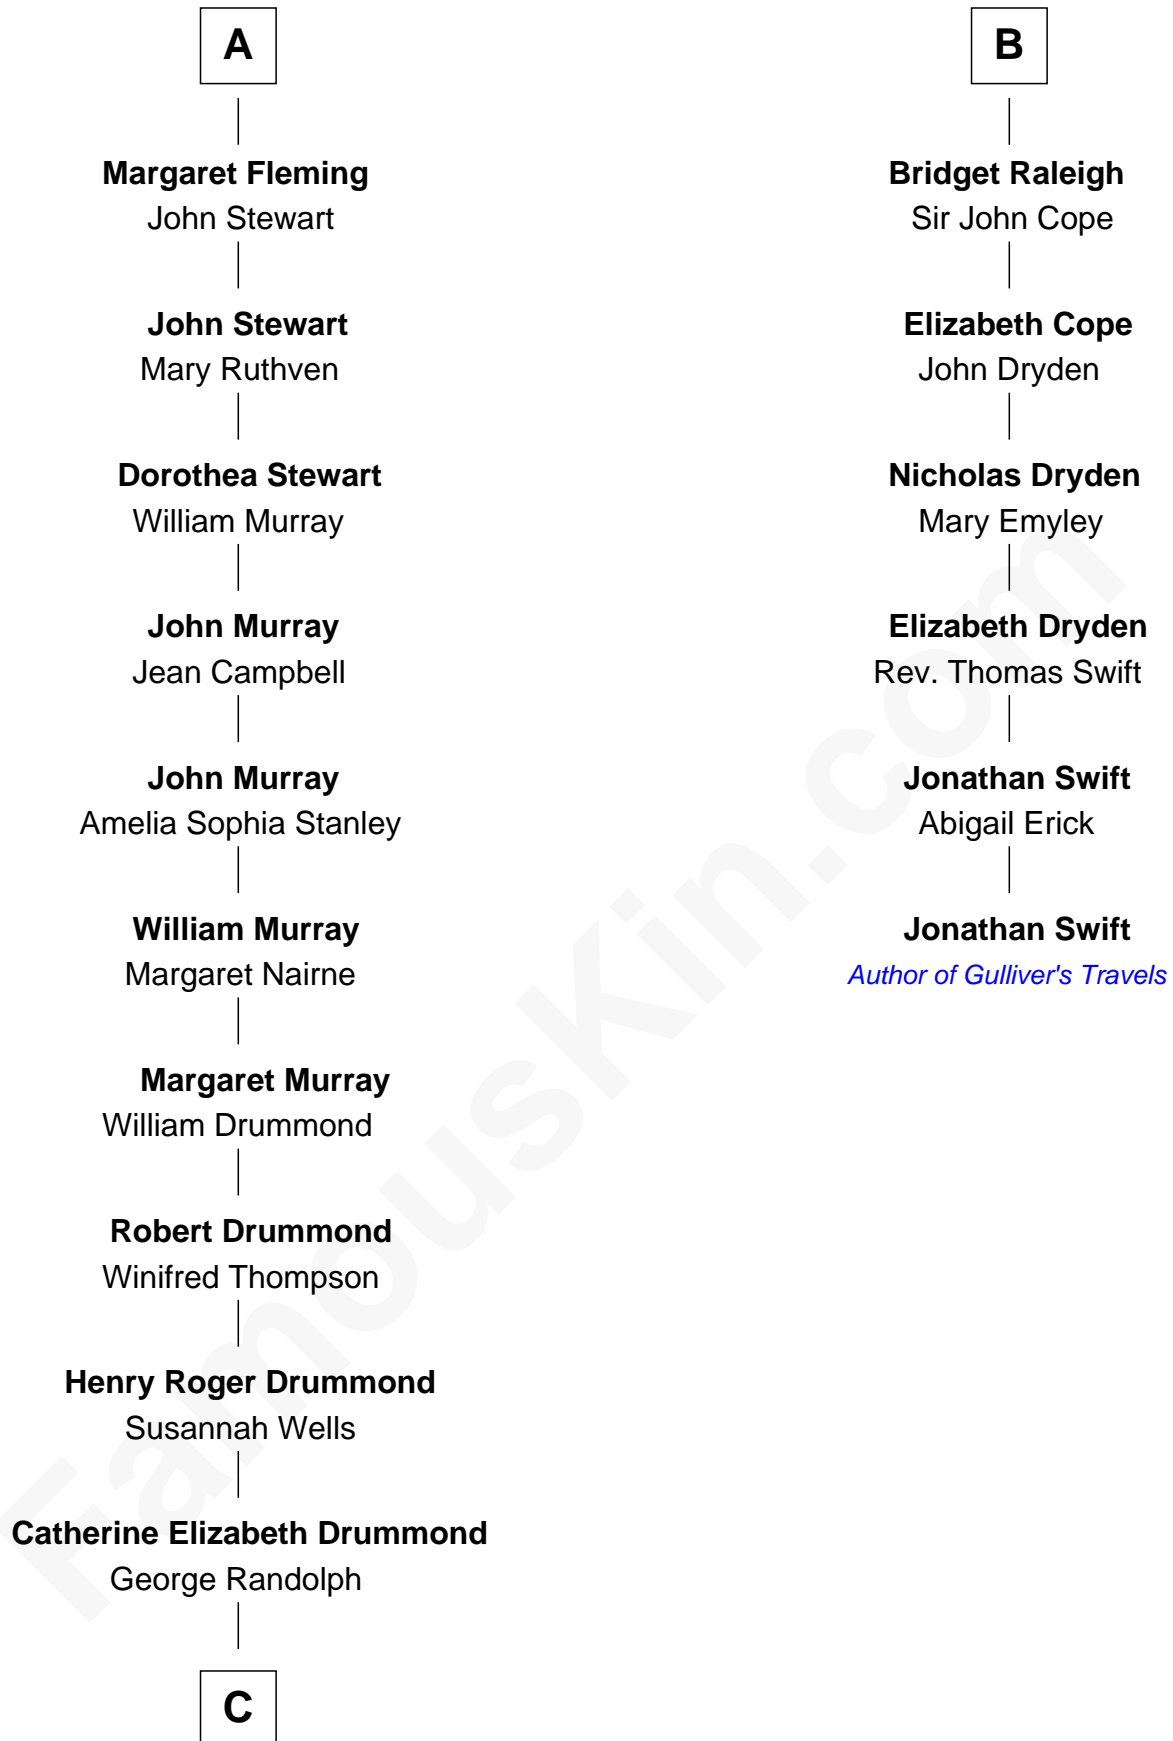 A
Margaret Fleming
John Stewart
John Stewart
Mary Ruthven
Dorothea Stewart
William Murray
John Murray
Jean Campbell
John Murray
Amelia Sophia Stanley
William Murray
Margaret Nairne
Margaret Murray
William Drummond
Robert Drummond
Winifred Thompson
Henry Roger Drummond
Susannah Wells
Catherine Elizabeth Drummond
George Randolph
C
B
Bridget Raleigh
Sir John Cope
Elizabeth Cope
John Dryden
Nicholas Dryden
Mary Emyley
Elizabeth Dryden
Rev. Thomas Swift
Jonathan Swift
Abigail Erick
Jonathan Swift
Author of Gulliver's Travels
FamousKin.com